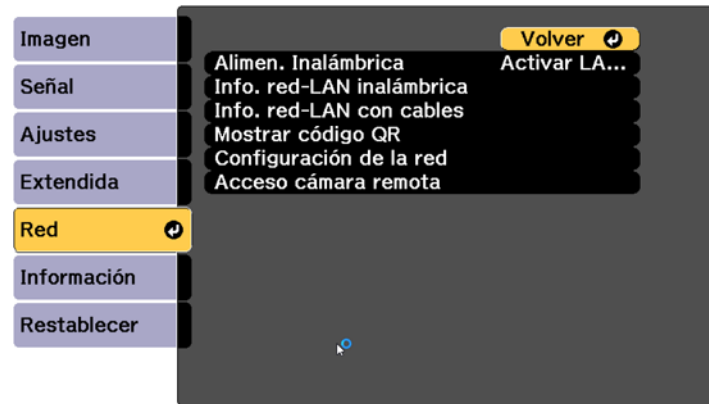 Imagen
Señal
Ajustes
Extendida
Red
Información
Restablecer
Volver
Alimen. Inalámbrica Activar LA...
Info. red-LAN inalámbrica
Info. red-LAN con cables
Mostrar código QR
Configuración de la red
Acceso cámara remota